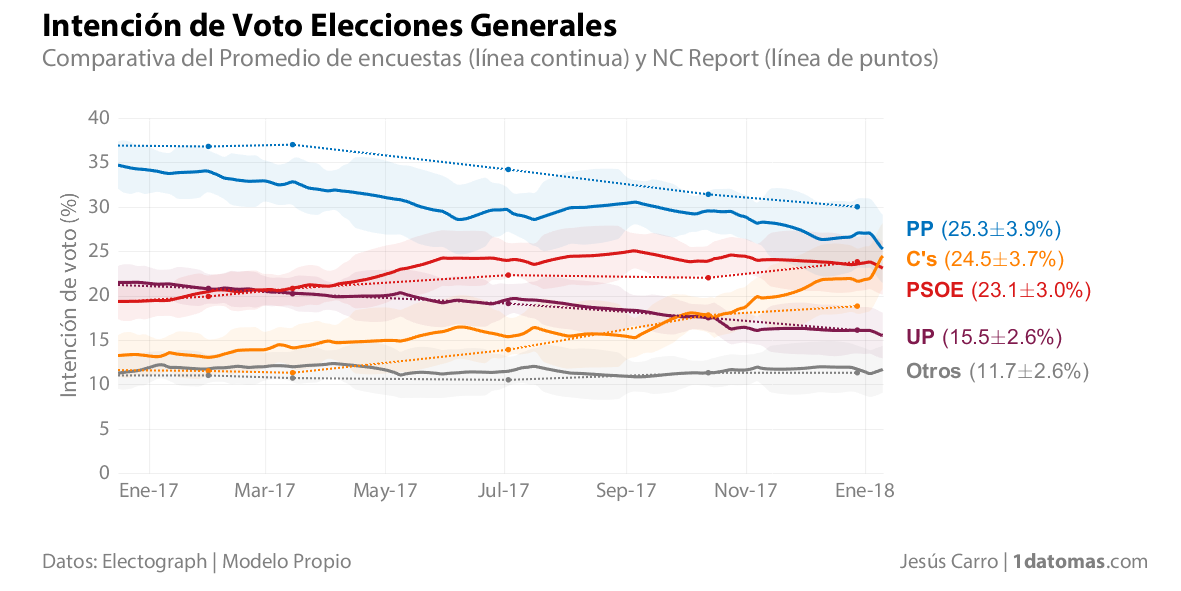 Intención de Voto Elecciones Generales
Comparativa del Promedio de encuestas (línea continua) y NC Report (línea de puntos)
Intención de voto (%)
40
35
30
25
20
15
10
5
0
Ene-17
Mar-17
May-17
Jul-17
Sep-17
Nov-17
Ene-18
PP (25.3±3.9%)
C's (24.5±3.7%)
PSOE (23.1±3.0%)
UP (15.5±2.6%)
Otros (11.7±2.6%)
Datos: Electograph | Modelo Propio
Jesús Carro | 1datomas.com